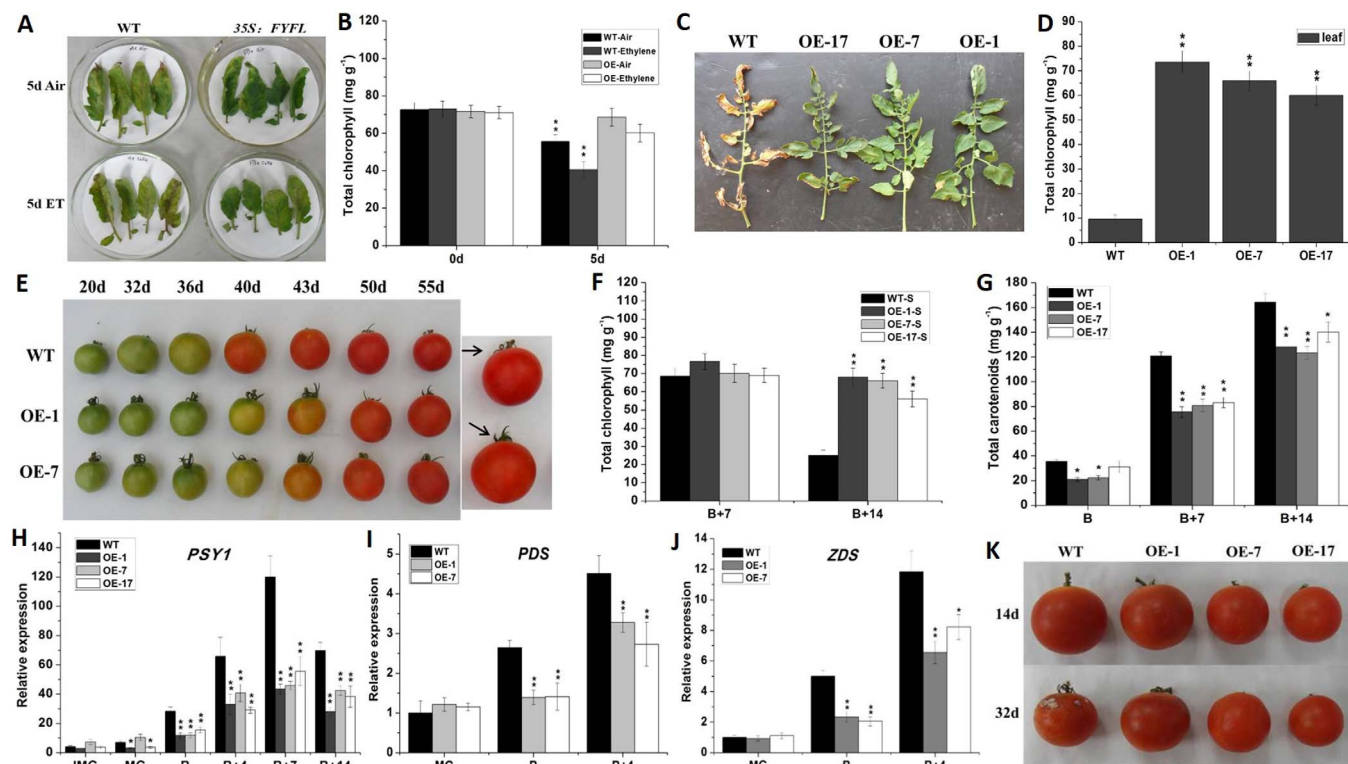 A
WT
35S: FYFL
5d Air
5d ET
B
Total chlorophyll (mg g-1)
120
100
80
60
40
20
0
WT-Air
WT-Ethylene
OE-Air
OE-Ethylene
**
**
0d
5d
C
WT OE-17 OE-7 OE-1
D
Total chlorophyll (mg g-1)
90
80
70
60
50
40
30
20
10
0
leaf
**
**
**
WT OE-1 OE-7 OE-17
E
20d 32d 36d 40d 43d 50d 55d
WT
OE-1
OE-7
F
Total chlorophyll (mg g-1)
120
110
100
90
80
70
60
50
40
30
20
10
0
WT-S
OE-1-S
OE-7-S
OE-17-S
**
**
**
B+7
B+14
G
Total carotenoids (mg g-1)
180
160
140
120
100
80
60
40
20
0
WT
OE-1
OE-7
OE-17
* *
** ** **
** ** *
B
B+7
B+14
H
PSY1
Relative expression
140
120
100
80
60
40
20
0
WT
OE-1
OE-7
OE-17
* *
** ** **
** ** **
** ** **
** ** **
MG B B+4 B+7 B+14
I
PDS
Relative expression
5
4
3
2
1
0
WT
OE-1
OE-7
** **
** **
MG B B+4
J
ZDS
Relative expression
14
12
10
8
6
4
2
0
WT
OE-1
OE-7
** **
** *
MG B B+4
K
WT OE-1 OE-7 OE-17
14d
32d